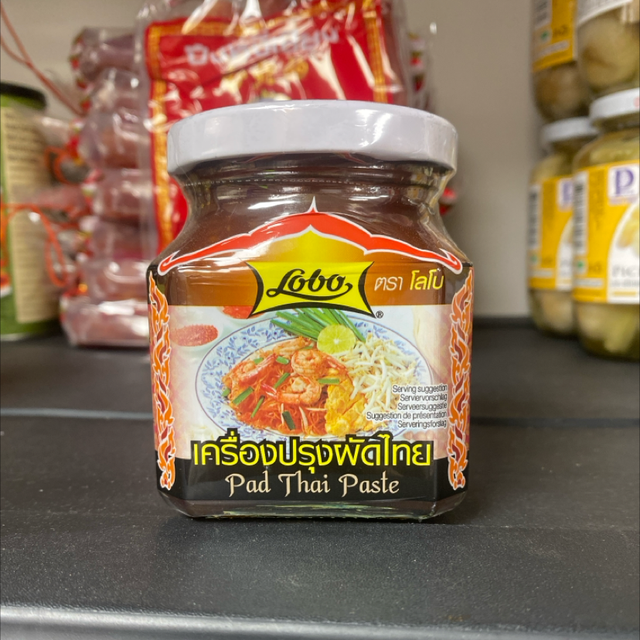 Lobo
®
ตรา โลโบ
Serving suggestion
Serviervorschlag
Serveersuggestie
Suggestion de présentation
Serveringsforslag
เครื่องปรุงผัดไทย
Pad Thai Paste
P